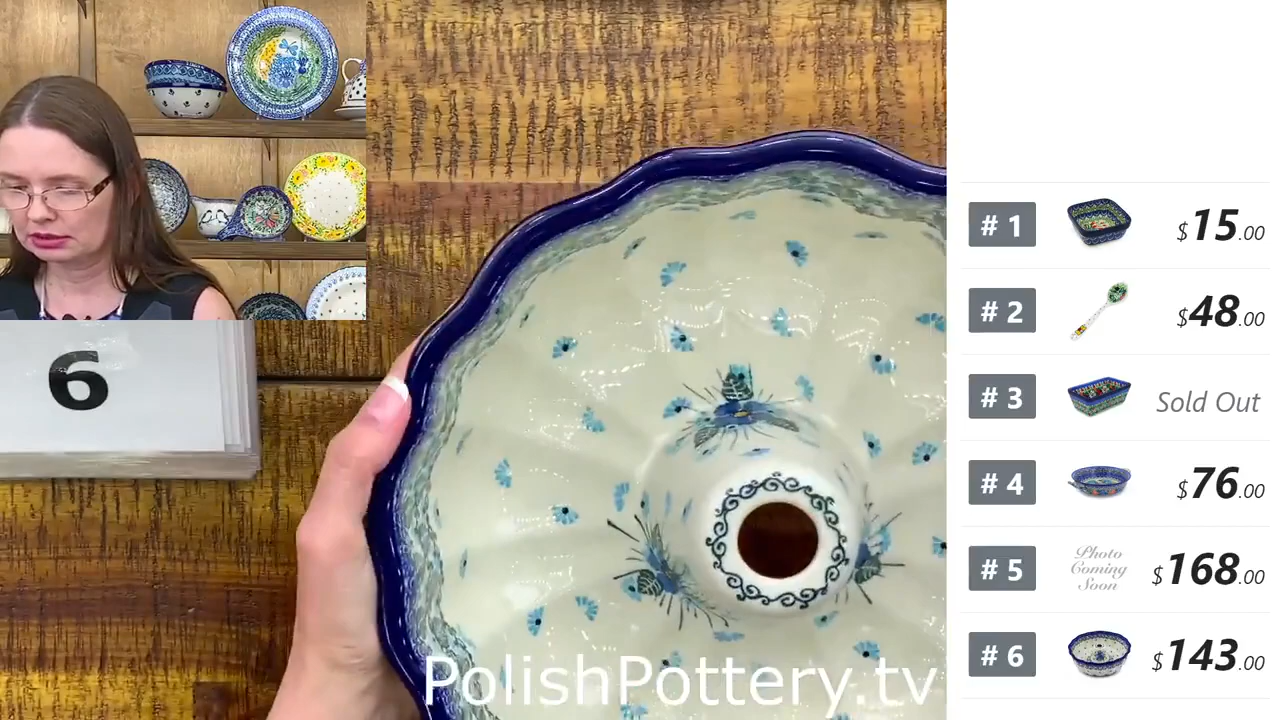 6
PolishPottery.tv
# 1 $15.00
# 2 $48.00
# 3 Sold Out
# 4 $76.00
# 5 Photo Coming Soon $168.00
# 6 $143.00